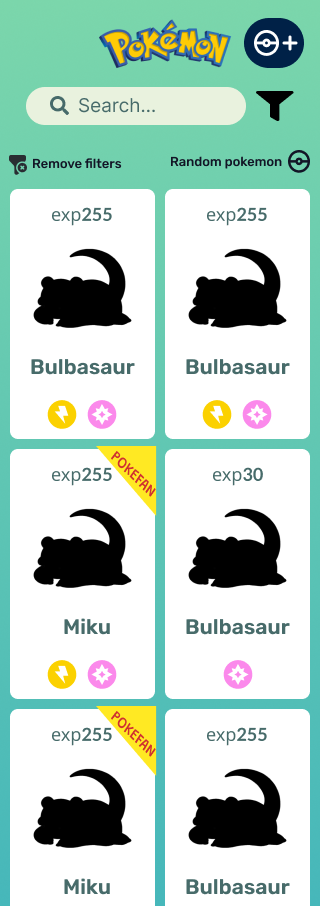 POKéMON
Search...
Remove filters
Random pokemon
exp255
Bulbasaur
exp255
Bulbasaur
exp255
POKEFAN
Miku
exp30
Bulbasaur
exp255
POKEFAN
Miku
exp255
Bulbasaur